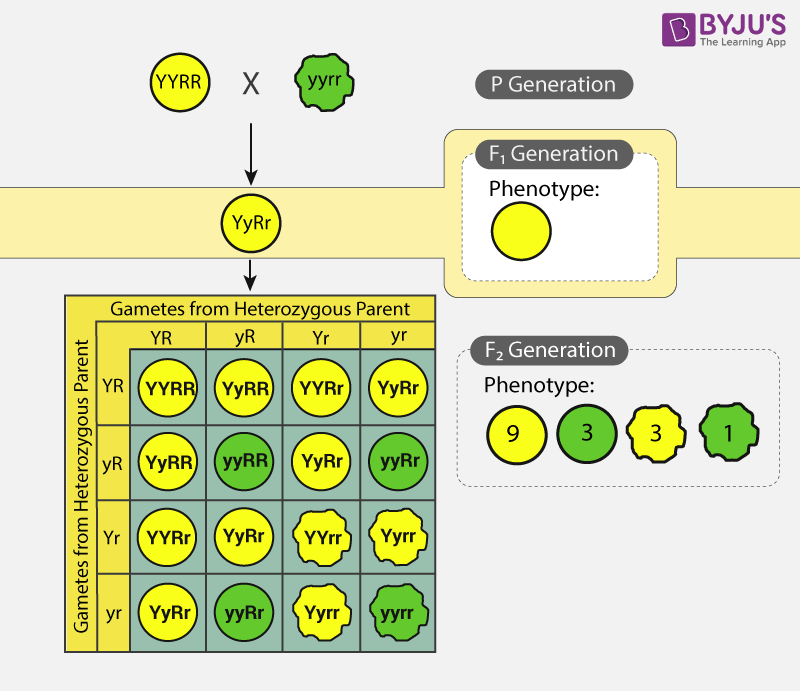 BYJU'S
The Learning App
YYRR X yyrr
P Generation
F₁ Generation
Phenotype:
YyRr
Gametes from Heterozygous Parent
Gametes from Heterozygous Parent
YR yR Yr yr
YR YYRR YyRR YYRr YyRr
yR YyRR yyRR YyRr yyRr
Yr YYRr YyRr YYrr Yyrr
yr YyRr yyRr Yyrr yyrr
F₂ Generation
Phenotype:
9 3 3 1